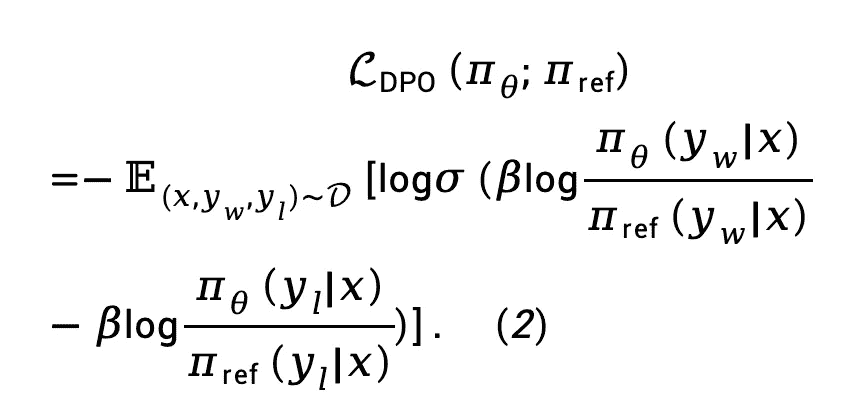 ℒ_DPO (π_θ; π_ref)
=− 𝔼_(x,y_w,y_l)∼𝒟 [logσ (βlog π_θ (y_w|x) / π_ref (y_w|x)
− βlog π_θ (y_l|x) / π_ref (y_l|x) )] . (2)